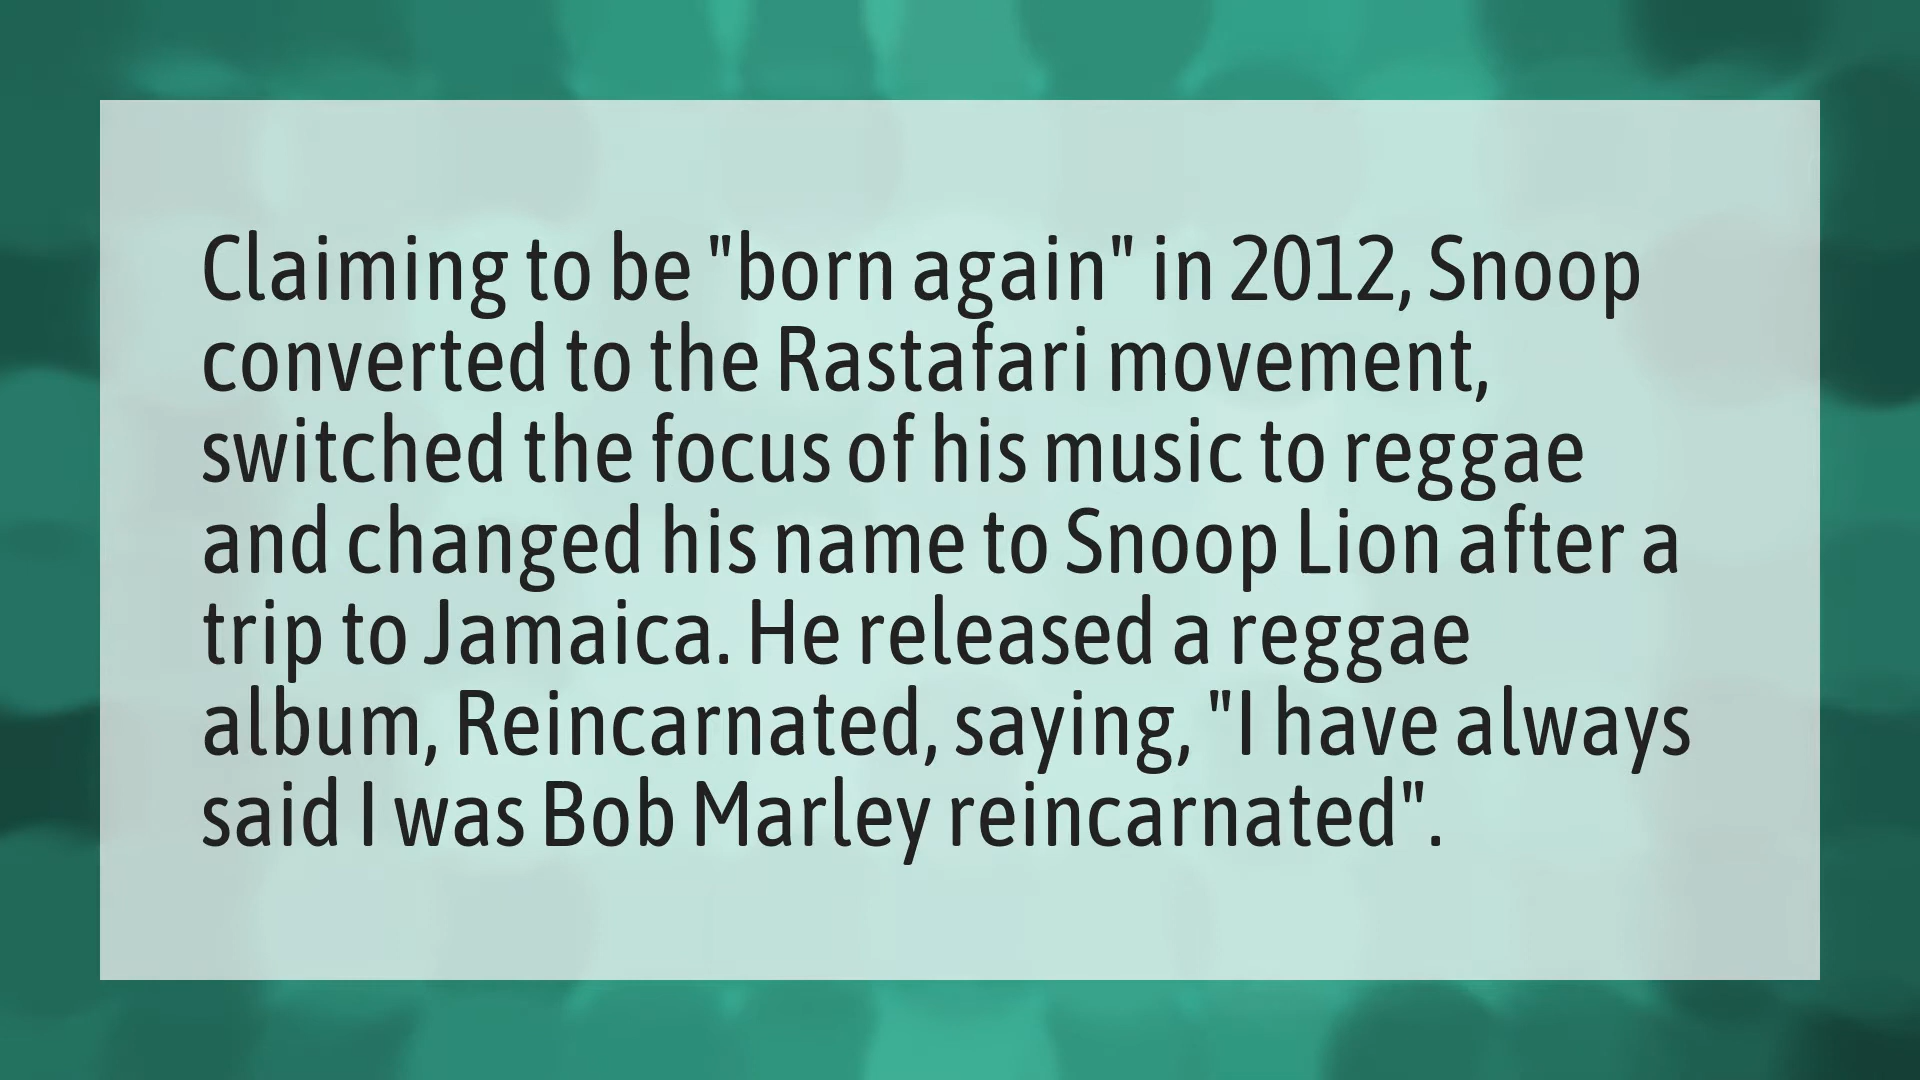 Claiming to be "born again" in 2012, Snoop
converted to the Rastafari movement,
switched the focus of his music to reggae
and changed his name to Snoop Lion after a
trip to Jamaica. He released a reggae
album, Reincarnated, saying, "I have always
said I was Bob Marley reincarnated".